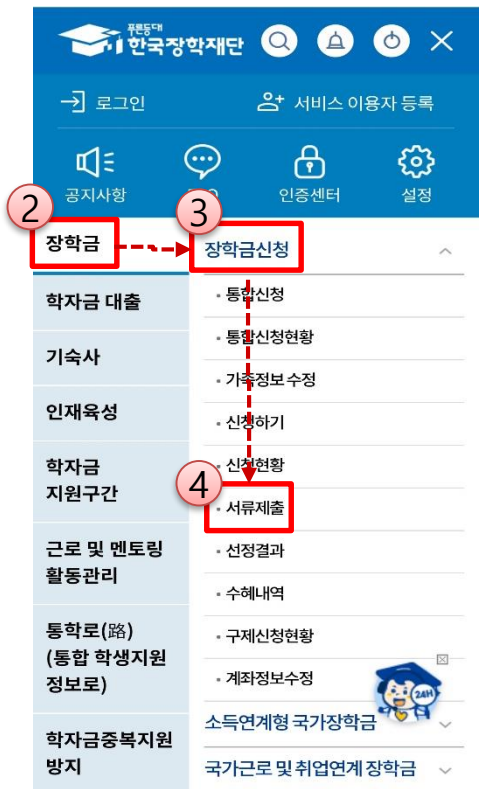 푸른등대
한국장학재단
로그인
서비스 이용자 등록
공지사항
인증센터
설정
2
3
장학금
장학금신청
학자금 대출
통합신청
통합신청현황
기숙사
가족정보 수정
인재육성
신청하기
학자금
지원구간
신청현황
4
서류제출
근로 및 멘토링
활동관리
선정결과
수혜내역
통학로(路)
(통합 학생지원
정보로)
구제신청현황
계좌정보수정
24H
소득연계형 국가장학금
학자금중복지원
방지
국가근로 및 취업연계 장학금